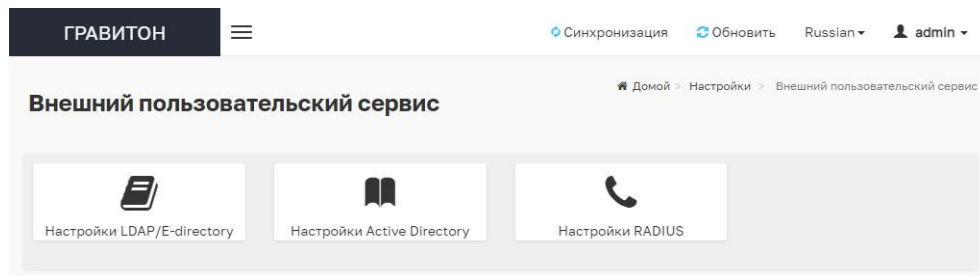 ГРАВИТОН
Синхронизация Обновить Russian admin
Внешний пользовательский сервис
Домой > Настройки > Внешний пользовательский сервис
Настройки LDAP/E-directory Настройки Active Directory Настройки RADIUS